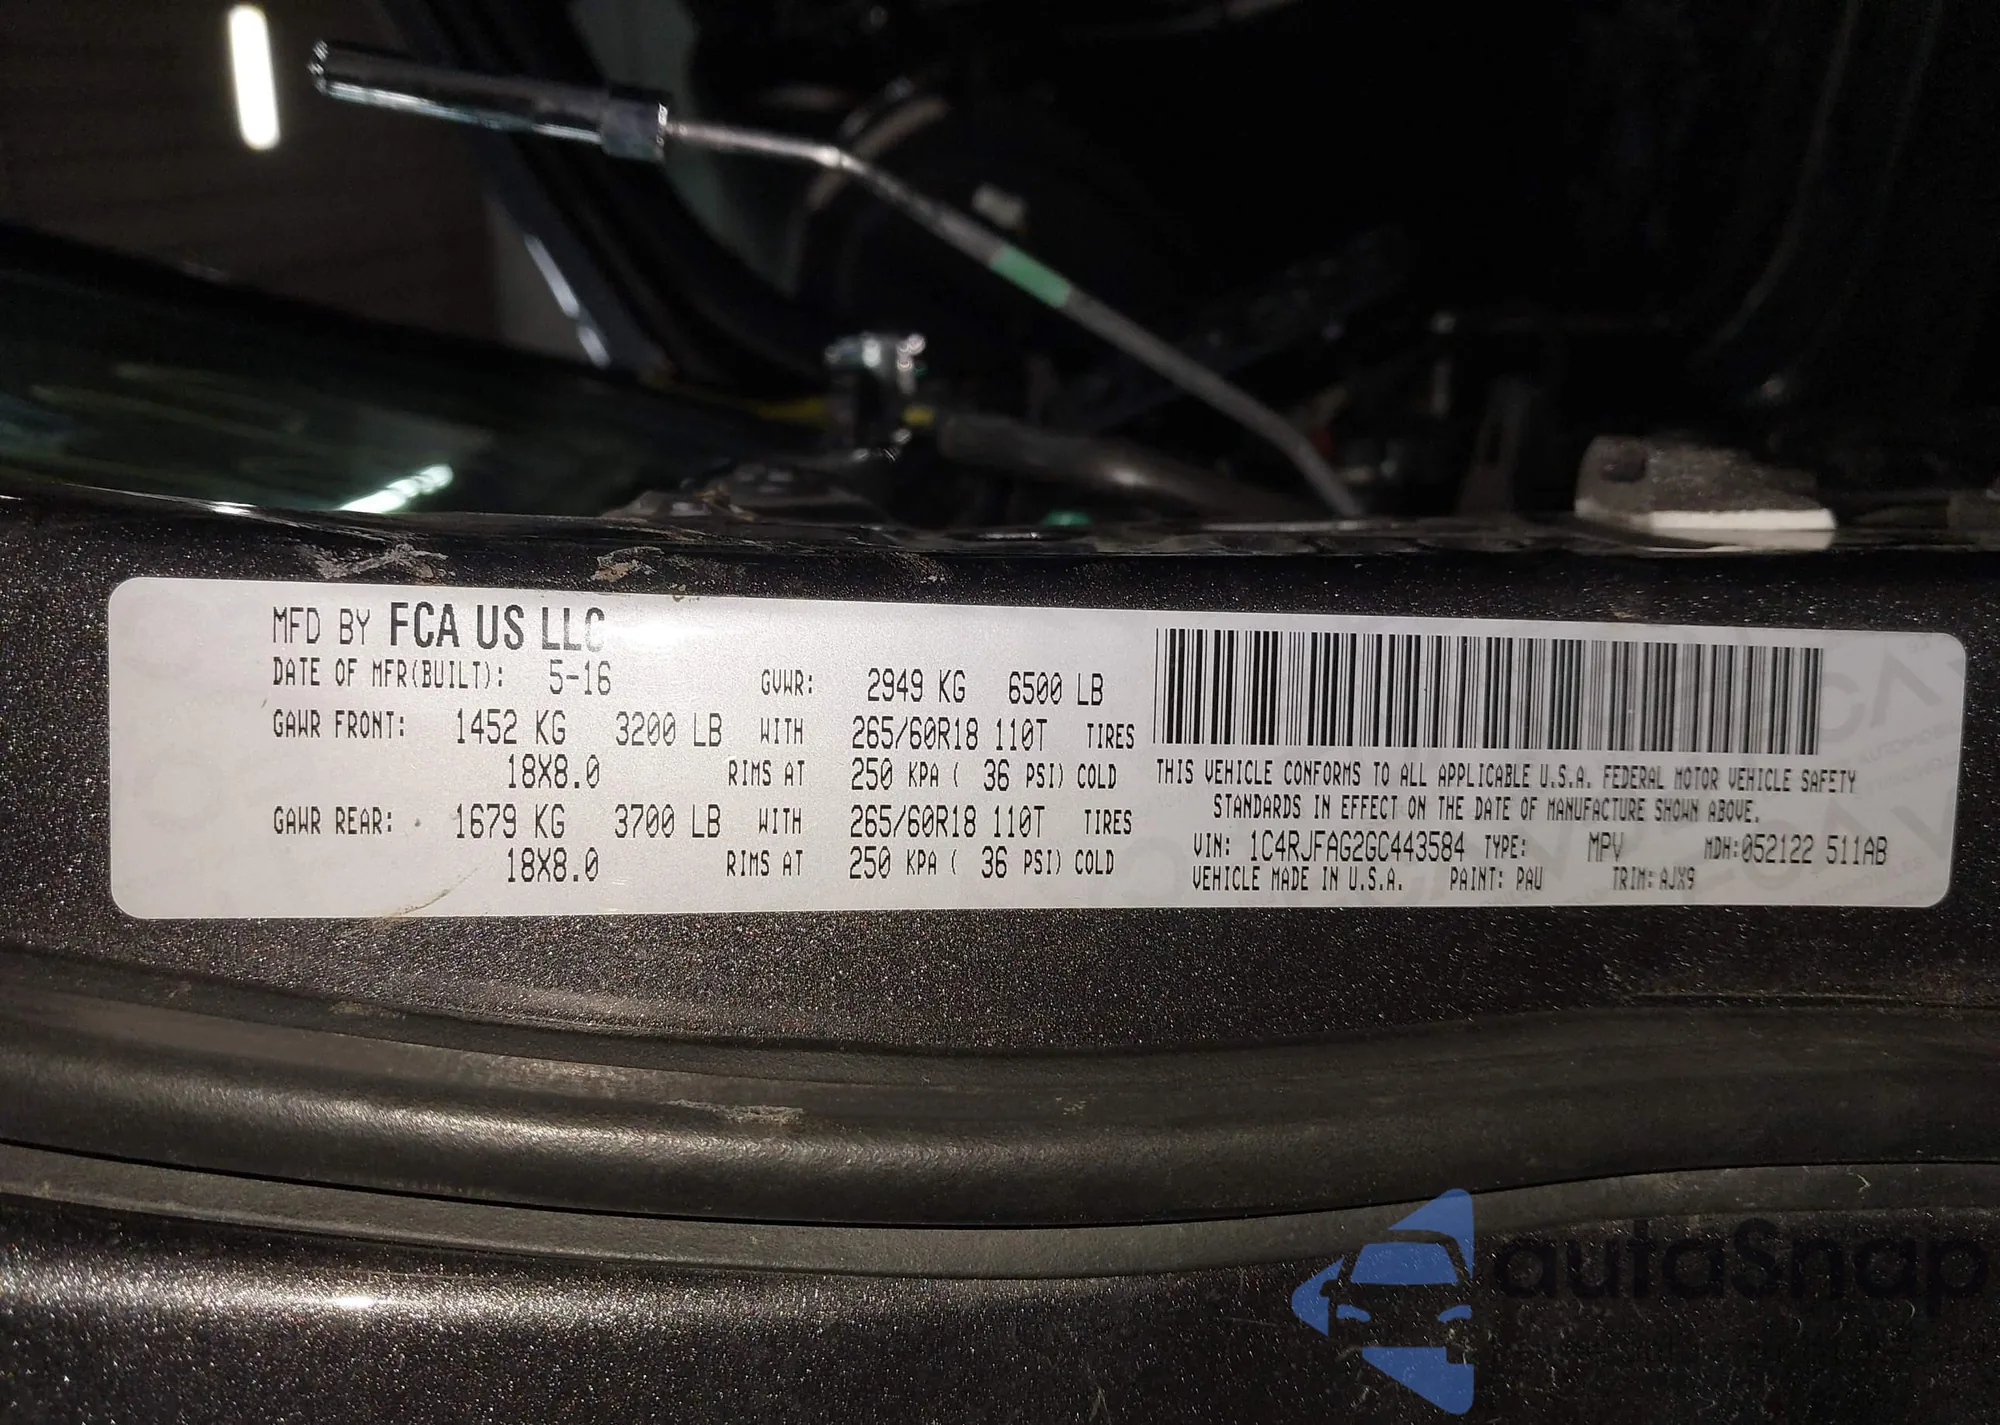 MFD BY FCA US LLC
DATE OF MFR(BUILT): 5-16 GVWR: 2949 KG 6500 LB
GAWR FRONT: 1452 KG 3200 LB WITH 265/60R18 110T TIRES
18X8.0 RIMS AT 250 KPA ( 36 PSI) COLD
GAWR REAR: 1679 KG 3700 LB WITH 265/60R18 110T TIRES
18X8.0 RIMS AT 250 KPA ( 36 PSI) COLD
THIS VEHICLE CONFORMS TO ALL APPLICABLE U.S.A. FEDERAL MOTOR VEHICLE SAFETY
STANDARDS IN EFFECT ON THE DATE OF MANUFACTURE SHOWN ABOVE.
VIN: 1C4RJFAG2GC443584 TYPE: MPV MDH:052122 511AB
VEHICLE MADE IN U.S.A. PAINT: PAU TRIM: AJX9
autoSnap